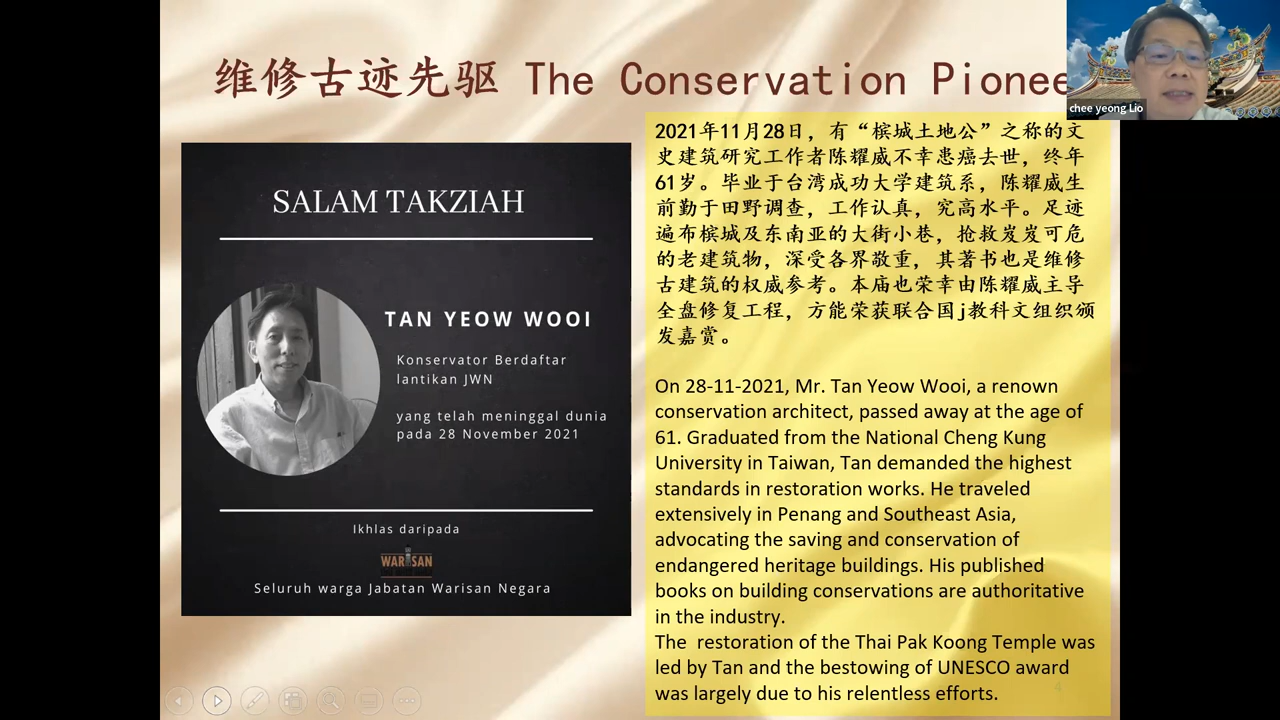 维修古迹先驱 The Conservation Pionee
chee yeong Lio
SALAM TAKZIAH
TAN YEOW WOOI
Konservator Berdaftar
lantikan JWN
yang telah meninggal dunia
pada 28 November 2021
Ikhlas daripada
WARISAN
Seluruh warga Jabatan Warisan Negara
2021年11月28日，有“槟城土地公”之称的文
史建筑研究工作者陈耀威不幸患癌去世，终年
61岁。毕业于台湾成功大学建筑系，陈耀威生
前勤于田野调查，工作认真，究高水平。足迹
遍布槟城及东南亚的大街小巷，抢救岌岌可危
的老建筑物，深受各界敬重，其著书也是维修
古建筑的权威参考。本庙也荣幸由陈耀威主导
全盘修复工程，方能荣获联合国j教科文组织颁
发嘉赏。
On 28-11-2021, Mr. Tan Yeow Wooi, a renown
conservation architect, passed away at the age of
61. Graduated from the National Cheng Kung
University in Taiwan, Tan demanded the highest
standards in restoration works. He traveled
extensively in Penang and Southeast Asia,
advocating the saving and conservation of
endangered heritage buildings. His published
books on building conservations are authoritative
in the industry.
The restoration of the Thai Pak Koong Temple was
led by Tan and the bestowing of UNESCO award
was largely due to his relentless efforts.
4